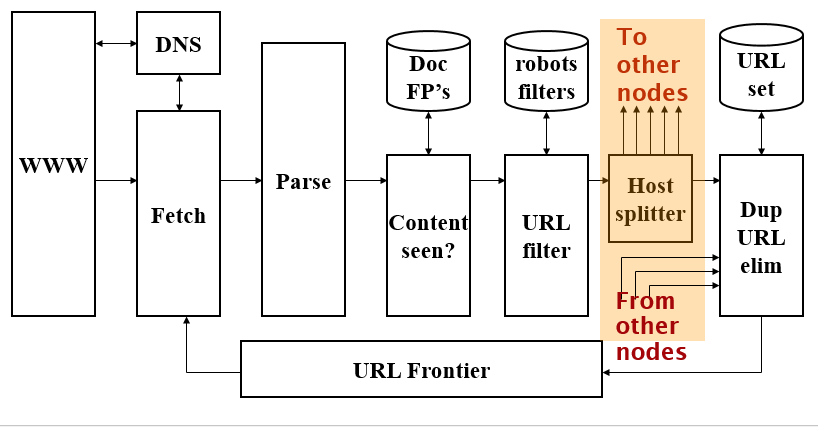 WWW
DNS
Fetch
Parse
Doc
FP's
Content
seen?
robots
filters
URL
filter
To
other
nodes
Host
splitter
From
other
nodes
URL
set
Dup
URL
elim
URL Frontier